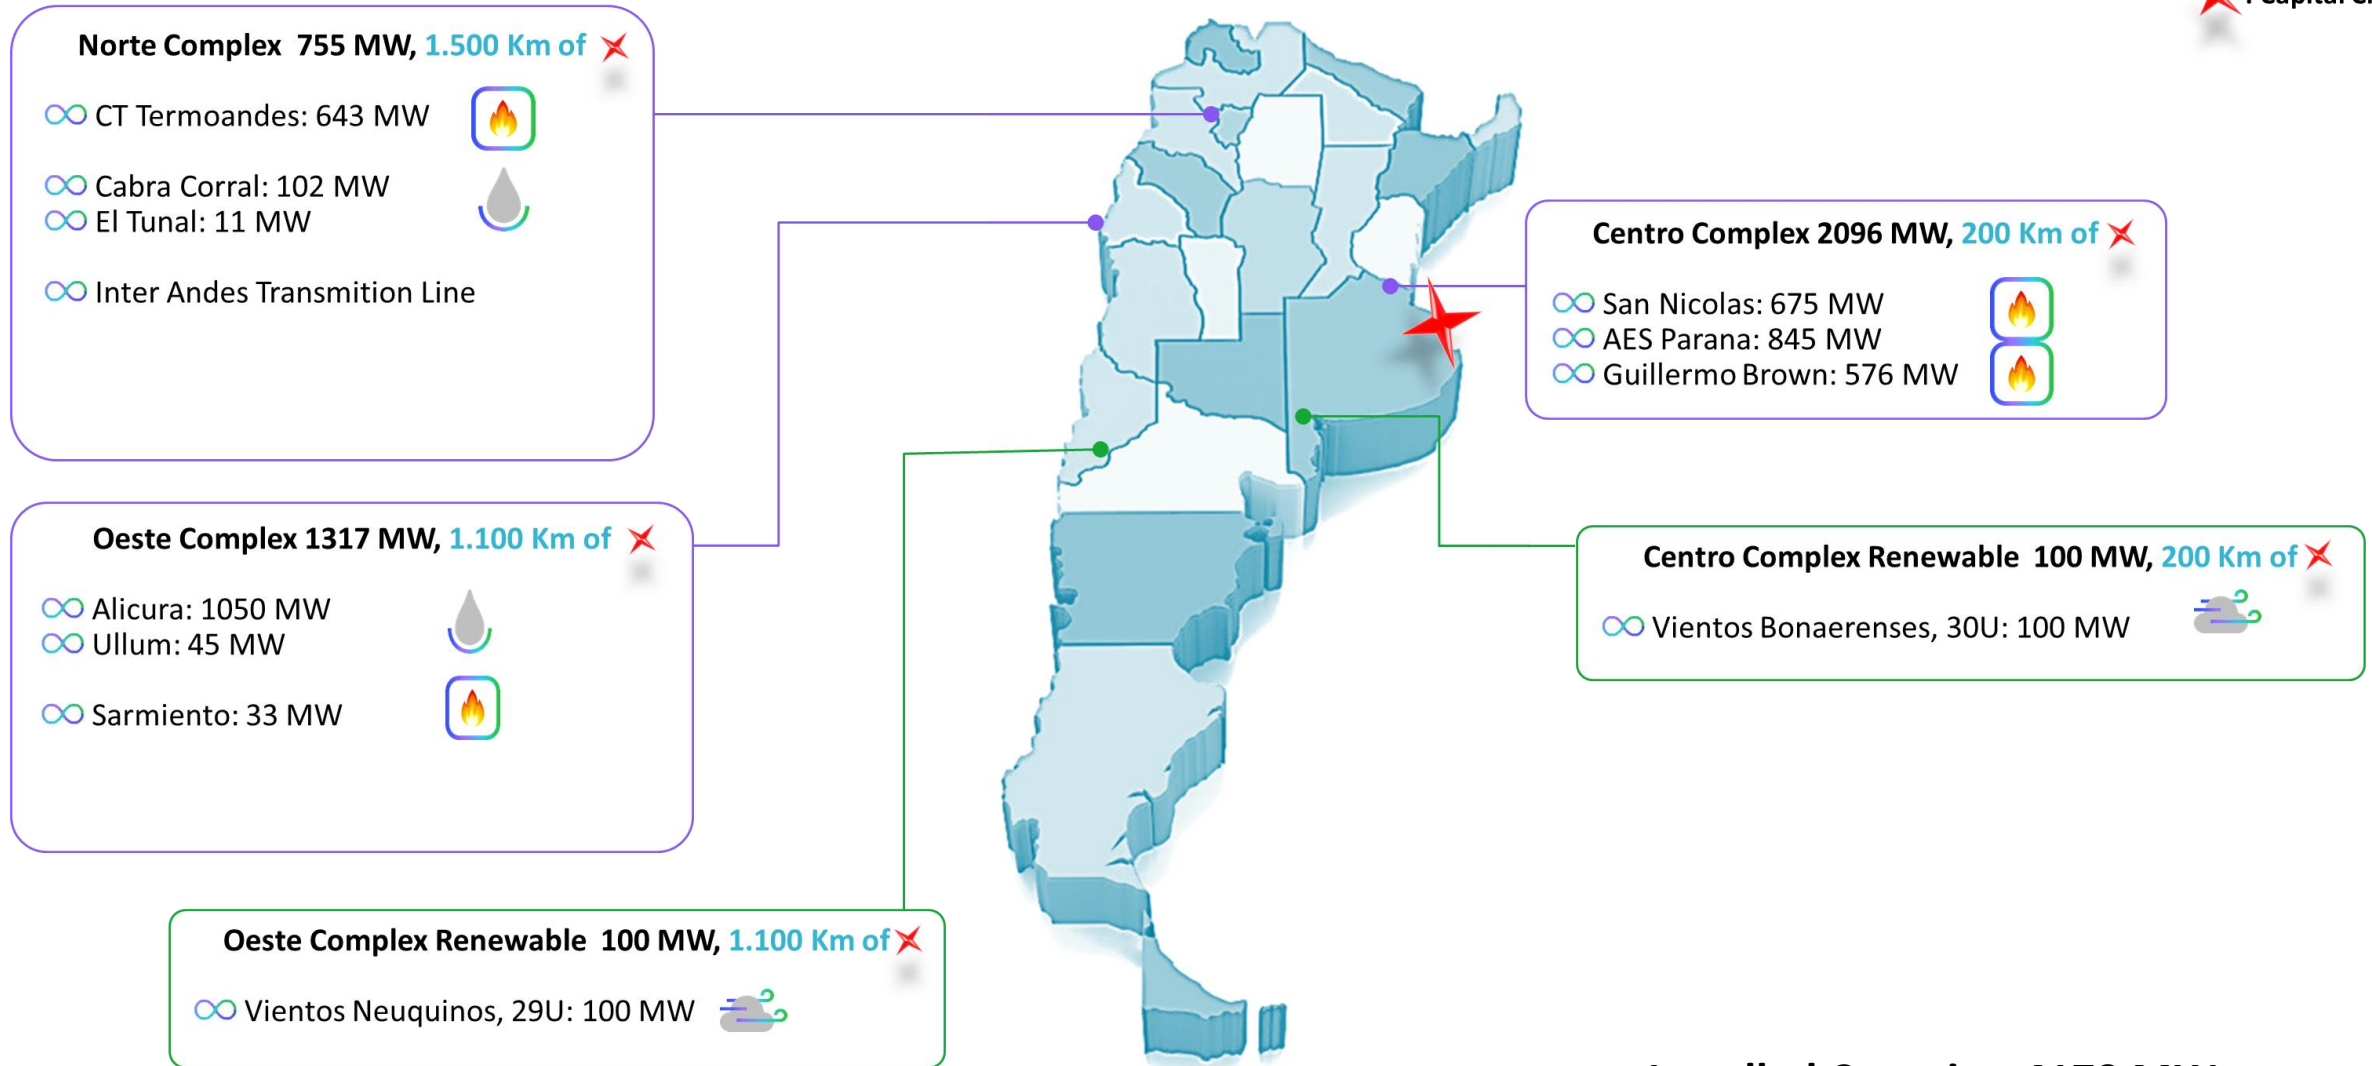 Norte Complex 755 MW, 1.500 Km of
CT Termoandes: 643 MW
Cabra Corral: 102 MW
El Tunal: 11 MW
Inter Andes Transmition Line
Oeste Complex 1317 MW, 1.100 Km of
Alicura: 1050 MW
Ullum: 45 MW
Sarmiento: 33 MW
Oeste Complex Renewable 100 MW, 1.100 Km of
Vientos Neuquinos, 29U: 100 MW
: Capital
Centro Complex 2096 MW, 200 Km of
San Nicolas: 675 MW
AES Parana: 845 MW
Guillermo Brown: 576 MW
Centro Complex Renewable 100 MW, 200 Km of
Vientos Bonaerenses, 30U: 100 MW